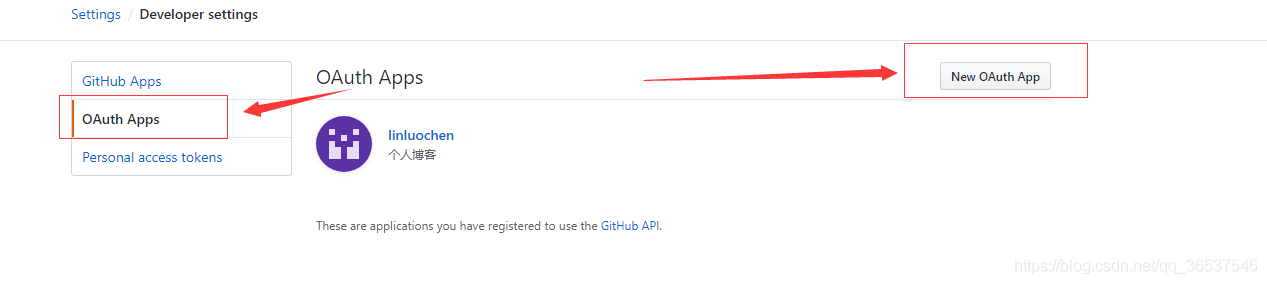 Settings / Developer settings
GitHub Apps
OAuth Apps
Personal access tokens
OAuth Apps
New OAuth App
linluochen
个人博客
These are applications you have registered to use the GitHub API.
https://blog.csdn.net/qq_36537546